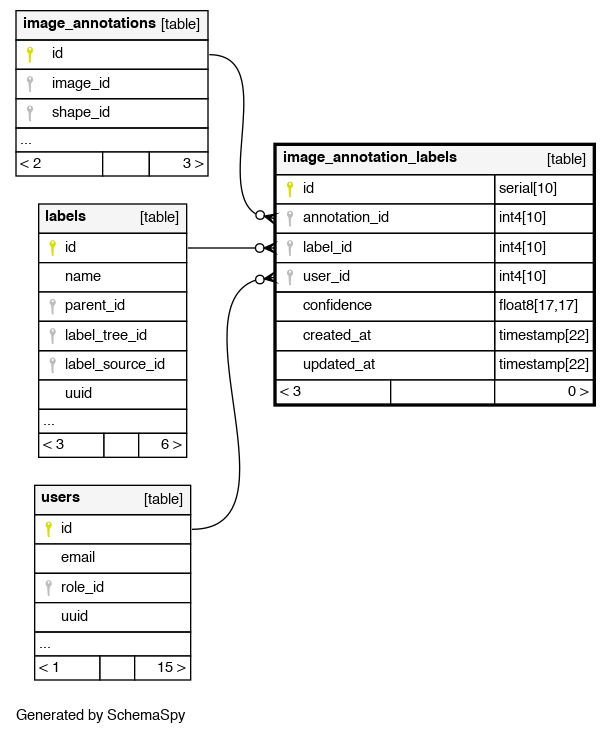 image_annotations [table]
id
image_id
shape_id
...
< 2 3 >
image_annotation_labels [table]
id serial[10]
annotation_id int4[10]
label_id int4[10]
user_id int4[10]
confidence float8[17,17]
created_at timestamp[22]
updated_at timestamp[22]
< 3 0 >
labels [table]
id
name
parent_id
label_tree_id
label_source_id
uuid
...
< 3 6 >
users [table]
id
email
role_id
uuid
...
< 1 15 >
Generated by SchemaSpy